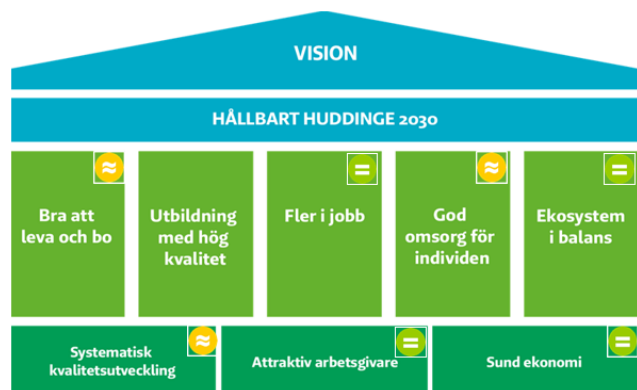 VISION
HÅLLBART HUDDINGE 2030
≈
Bra att
leva och bo
Utbildning
med hög
kvalitet
=
Fler i jobb
≈
God
omsorg för
individen
=
Ekosystem
i balans
≈
Systematisk
kvalitetsutveckling
=
Attraktiv arbetsgivare
=
Sund ekonomi